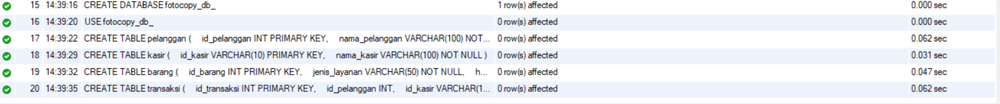 15 14:39:16 CREATE DATABASE fotocopy_db_ 1 row(s) affected 0.000 sec
16 14:39:20 USE fotocopy_db_ 0 row(s) affected 0.000 sec
17 14:39:22 CREATE TABLE pelanggan ( id_pelanggan INT PRIMARY KEY, nama_pelanggan VARCHAR(100) NOT... 0 row(s) affected 0.062 sec
18 14:39:29 CREATE TABLE kasir ( id_kasir VARCHAR(10) PRIMARY KEY, nama_kasir VARCHAR(100) NOT NULL ) 0 row(s) affected 0.031 sec
19 14:39:32 CREATE TABLE barang ( id_barang INT PRIMARY KEY, jenis_layanan VARCHAR(50) NOT NULL, h... 0 row(s) affected 0.047 sec
20 14:39:35 CREATE TABLE transaksi ( id_transaksi INT PRIMARY KEY, id_pelanggan INT, id_kasir VARCHAR(1... 0 row(s) affected 0.062 sec